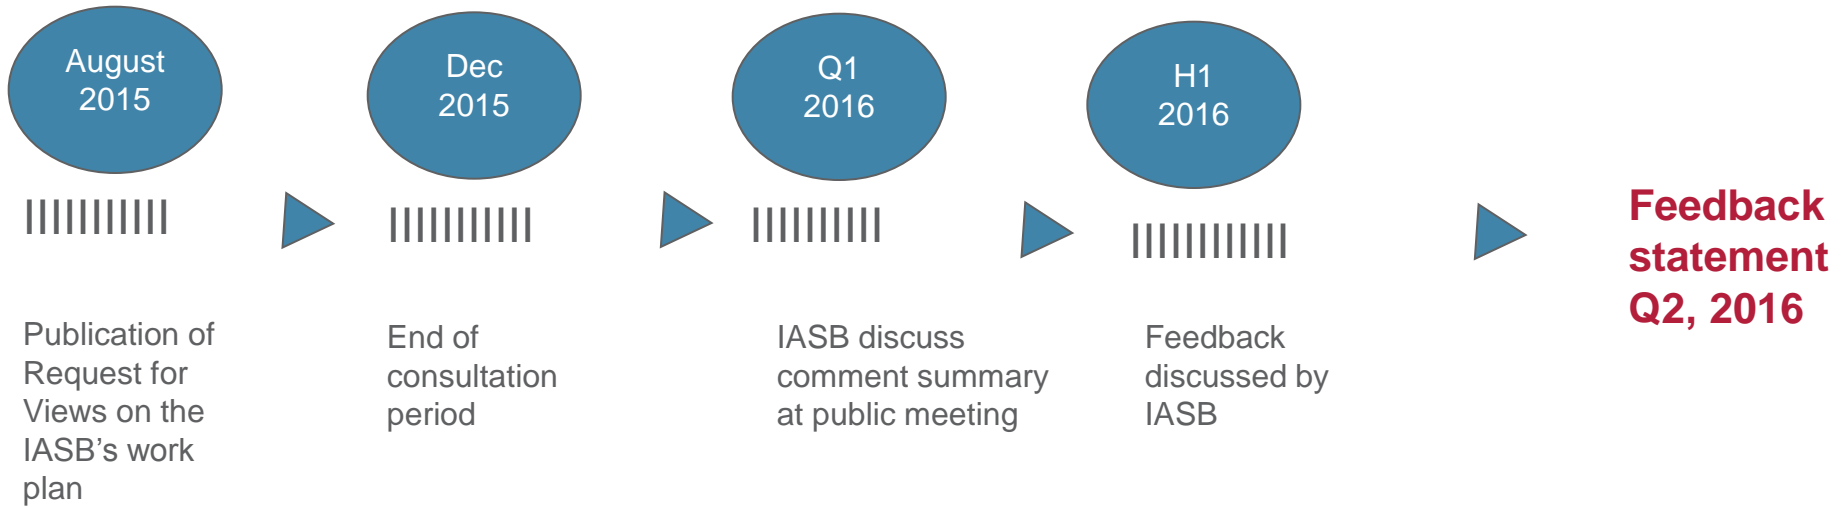 August
2015
Dec
2015
Q1
2016
H1
2016
Publication of
Request for
Views on the
IASB’s work
plan
End of
consultation
period
IASB discuss
comment summary
at public meeting
Feedback
discussed by
IASB
Feedback
statement
Q2, 2016